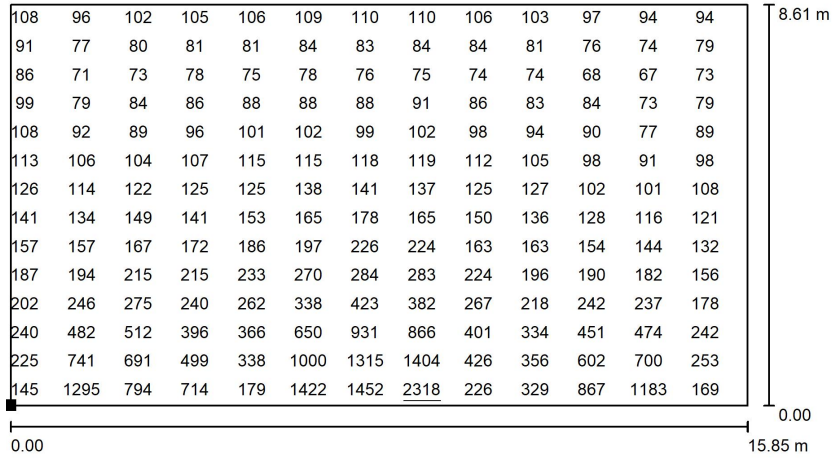 108 96 102 105 106 109 110 110 106 103 97 94 94
8.61 m
91 77 80 81 81 84 83 84 84 81 76 74 79
86 71 73 78 75 78 76 75 74 74 68 67 73
99 79 84 86 88 88 88 91 86 83 84 73 79
108 92 89 96 101 102 99 102 98 94 90 77 89
113 106 104 107 115 115 118 119 112 105 98 91 98
126 114 122 125 125 138 141 137 125 127 102 101 108
141 134 149 141 153 165 178 165 150 136 128 116 121
157 157 167 172 186 197 226 224 163 163 154 144 132
187 194 215 215 233 270 284 283 224 196 190 182 156
202 246 275 240 262 338 423 382 267 218 242 237 178
240 482 512 396 366 650 931 866 401 334 451 474 242
225 741 691 499 338 1000 1315 1404 426 356 602 700 253
145 1295 794 714 179 1422 1452 2318 226 329 867 1183 169
0.00
0.00 15.85 m